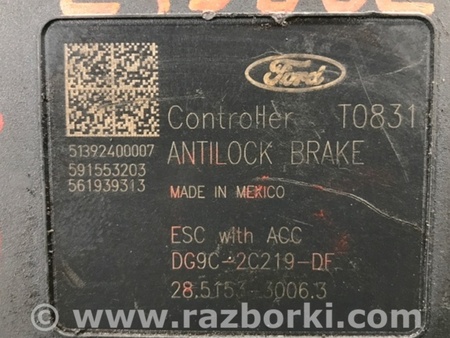 Ford
Controller T0831
51392400007
ANTILOCK BRAKE
591553203
561939313
MADE IN MEXICO
ESC with ACC
DG9C-2C219-DF
28.5153-3006.3
www.razborki.com